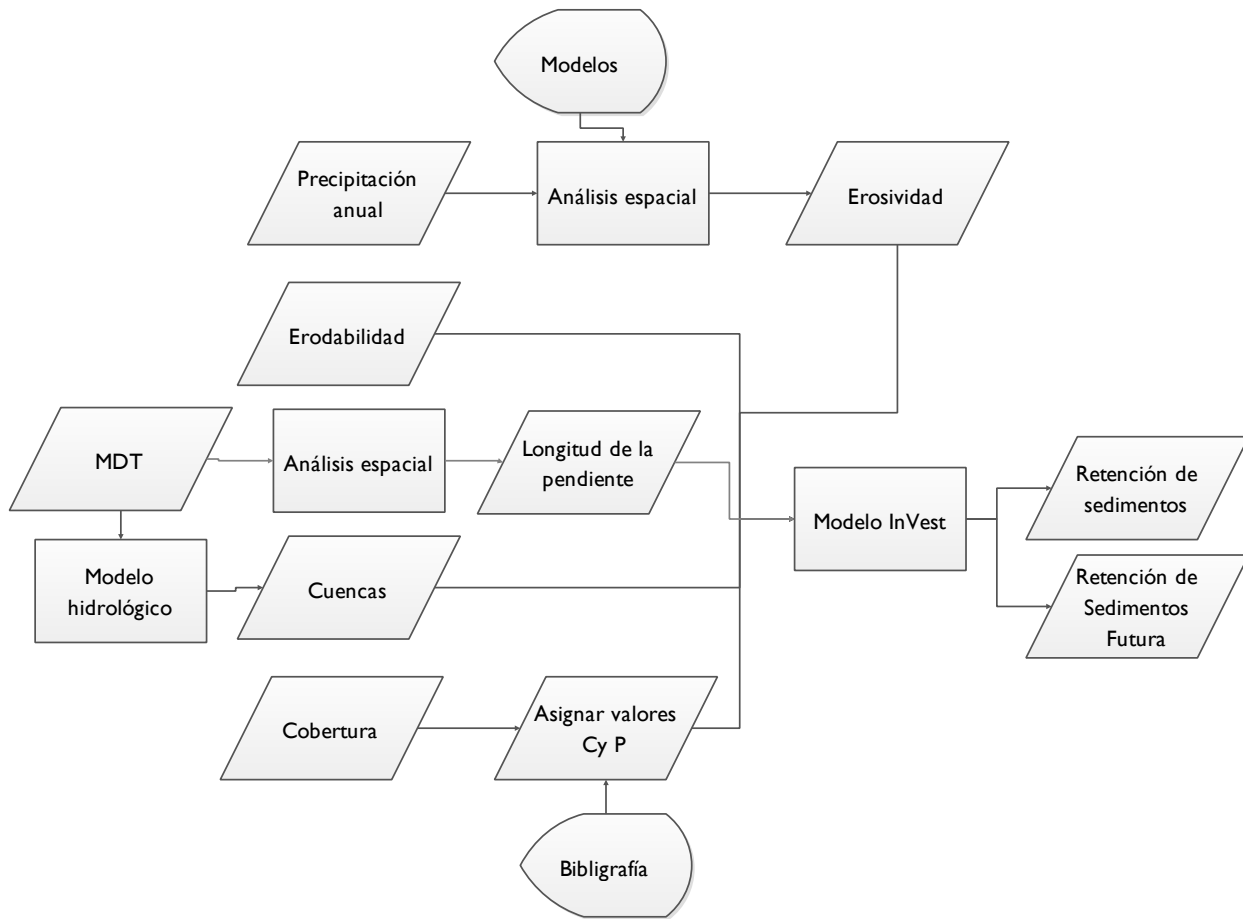 Modelos
Precipitación
anual
Análisis espacial
Erosividad
Erodabilidad
MDT
Análisis espacial
Longitud de la
pendiente
Modelo InVest
Retención de
sedimentos
Modelo
hidrológico
Cuencas
Retención de
Sedimentos
Futura
Cobertura
Asignar valores
Cy P
Bibligrafía